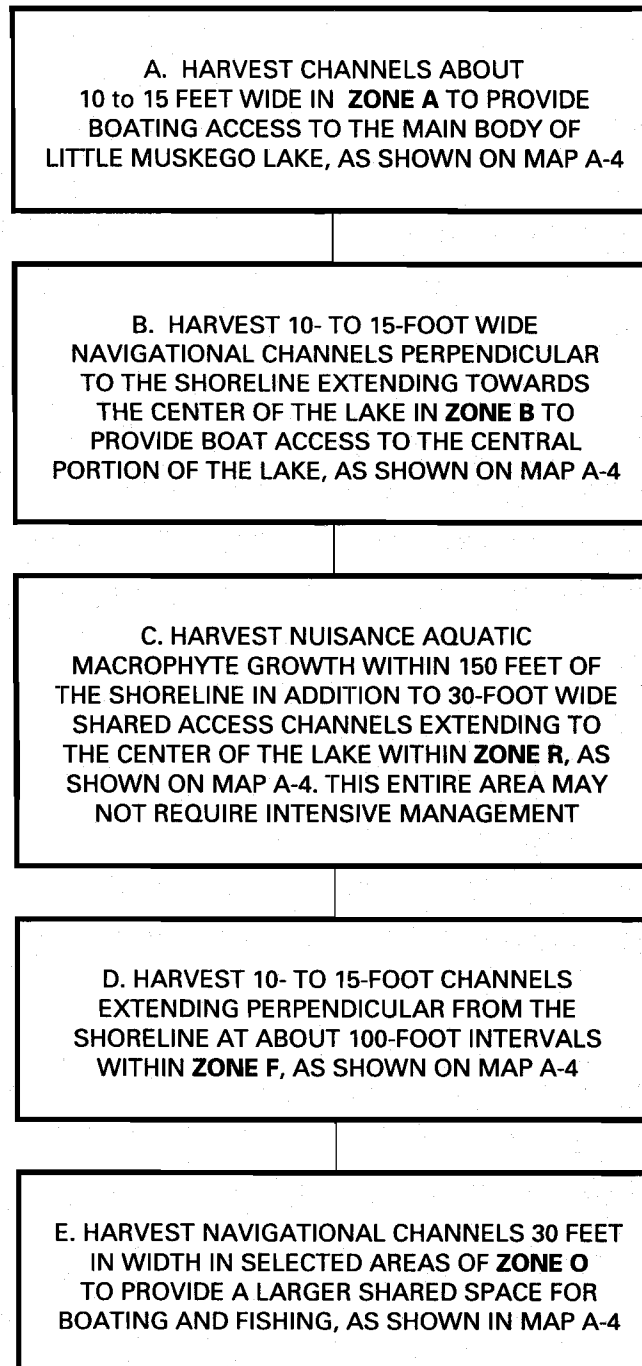 A. HARVEST CHANNELS ABOUT
10 to 15 FEET WIDE IN ZONE A TO PROVIDE
BOATING ACCESS TO THE MAIN BODY OF
LITTLE MUSKEGO LAKE, AS SHOWN ON MAP A-4
B. HARVEST 10- TO 15-FOOT WIDE
NAVIGATIONAL CHANNELS PERPENDICULAR
TO THE SHORELINE EXTENDING TOWARDS
THE CENTER OF THE LAKE IN ZONE B TO
PROVIDE BOAT ACCESS TO THE CENTRAL
PORTION OF THE LAKE, AS SHOWN ON MAP A-4
C. HARVEST NUISANCE AQUATIC
MACROPHYTE GROWTH WITHIN 150 FEET OF
THE SHORELINE IN ADDITION TO 30-FOOT WIDE
SHARED ACCESS CHANNELS EXTENDING TO
THE CENTER OF THE LAKE WITHIN ZONE R, AS
SHOWN ON MAP A-4. THIS ENTIRE AREA MAY
NOT REQUIRE INTENSIVE MANAGEMENT
D. HARVEST 10- TO 15-FOOT CHANNELS
EXTENDING PERPENDICULAR FROM THE
SHORELINE AT ABOUT 100-FOOT INTERVALS
WITHIN ZONE F, AS SHOWN ON MAP A-4
E. HARVEST NAVIGATIONAL CHANNELS 30 FEET
IN WIDTH IN SELECTED AREAS OF ZONE O
TO PROVIDE A LARGER SHARED SPACE FOR
BOATING AND FISHING, AS SHOWN IN MAP A-4